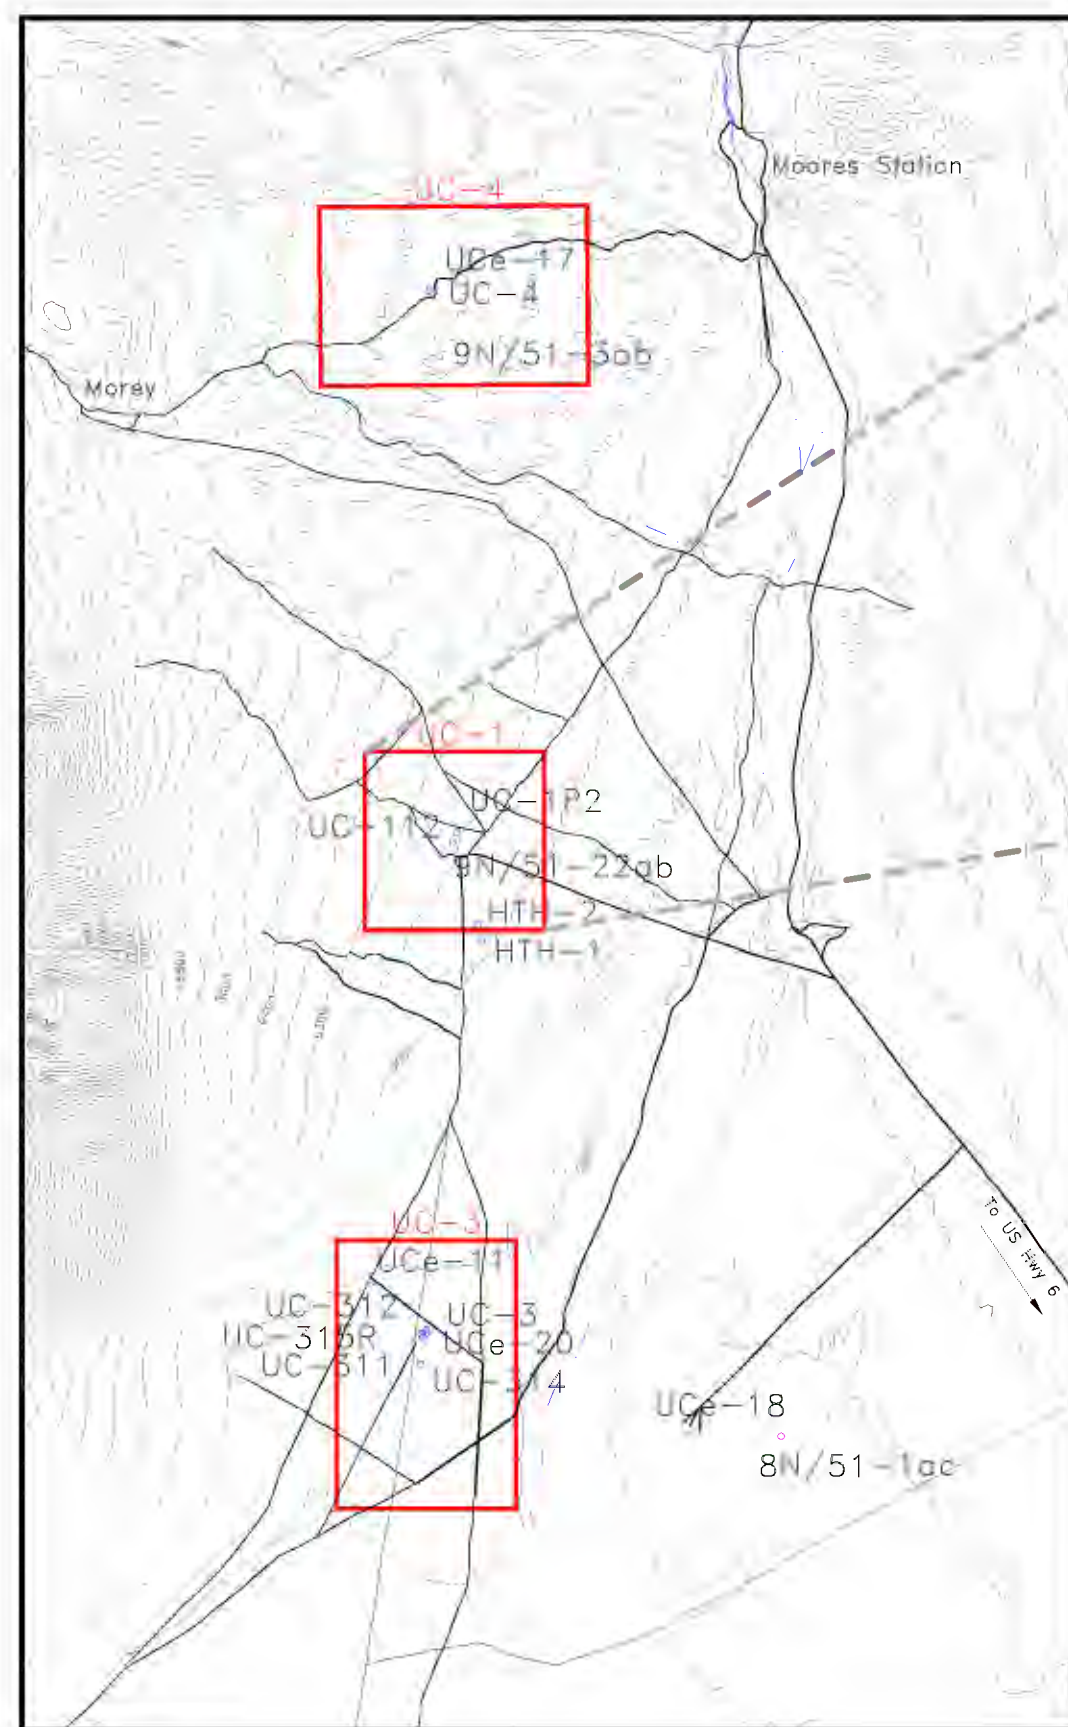 Moores Station
UC-4
UCe-17
UC-4
9N/51-3ab
Morey
UC-1
UC-1P2
UC-112
9N/51-22ab
HTH-2
HTH-1
UC-3
UCe-11
UC-312
UC-3
UCe-20
UC-311
UC-314
To US Hwy 6
UCe-18
8N/51-1ac